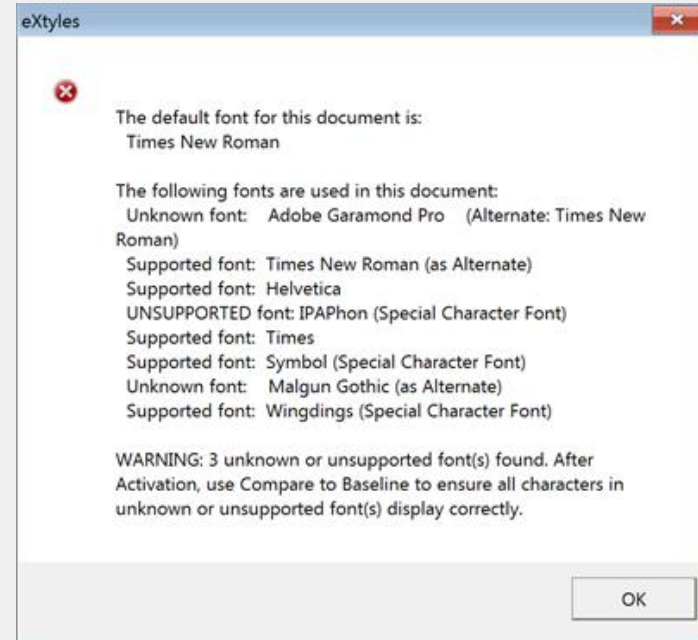 eXtyles
The default font for this document is:
Times New Roman
The following fonts are used in this document:
Unknown font: Adobe Garamond Pro (Alternate: Times New
Roman)
Supported font: Times New Roman (as Alternate)
Supported font: Helvetica
UNSUPPORTED font: IPAPhon (Special Character Font)
Supported font: Times
Supported font: Symbol (Special Character Font)
Unknown font: Malgun Gothic (as Alternate)
Supported font: Wingdings (Special Character Font)
WARNING: 3 unknown or unsupported font(s) found. After
Activation, use Compare to Baseline to ensure all characters in
unknown or unsupported font(s) display correctly.
OK